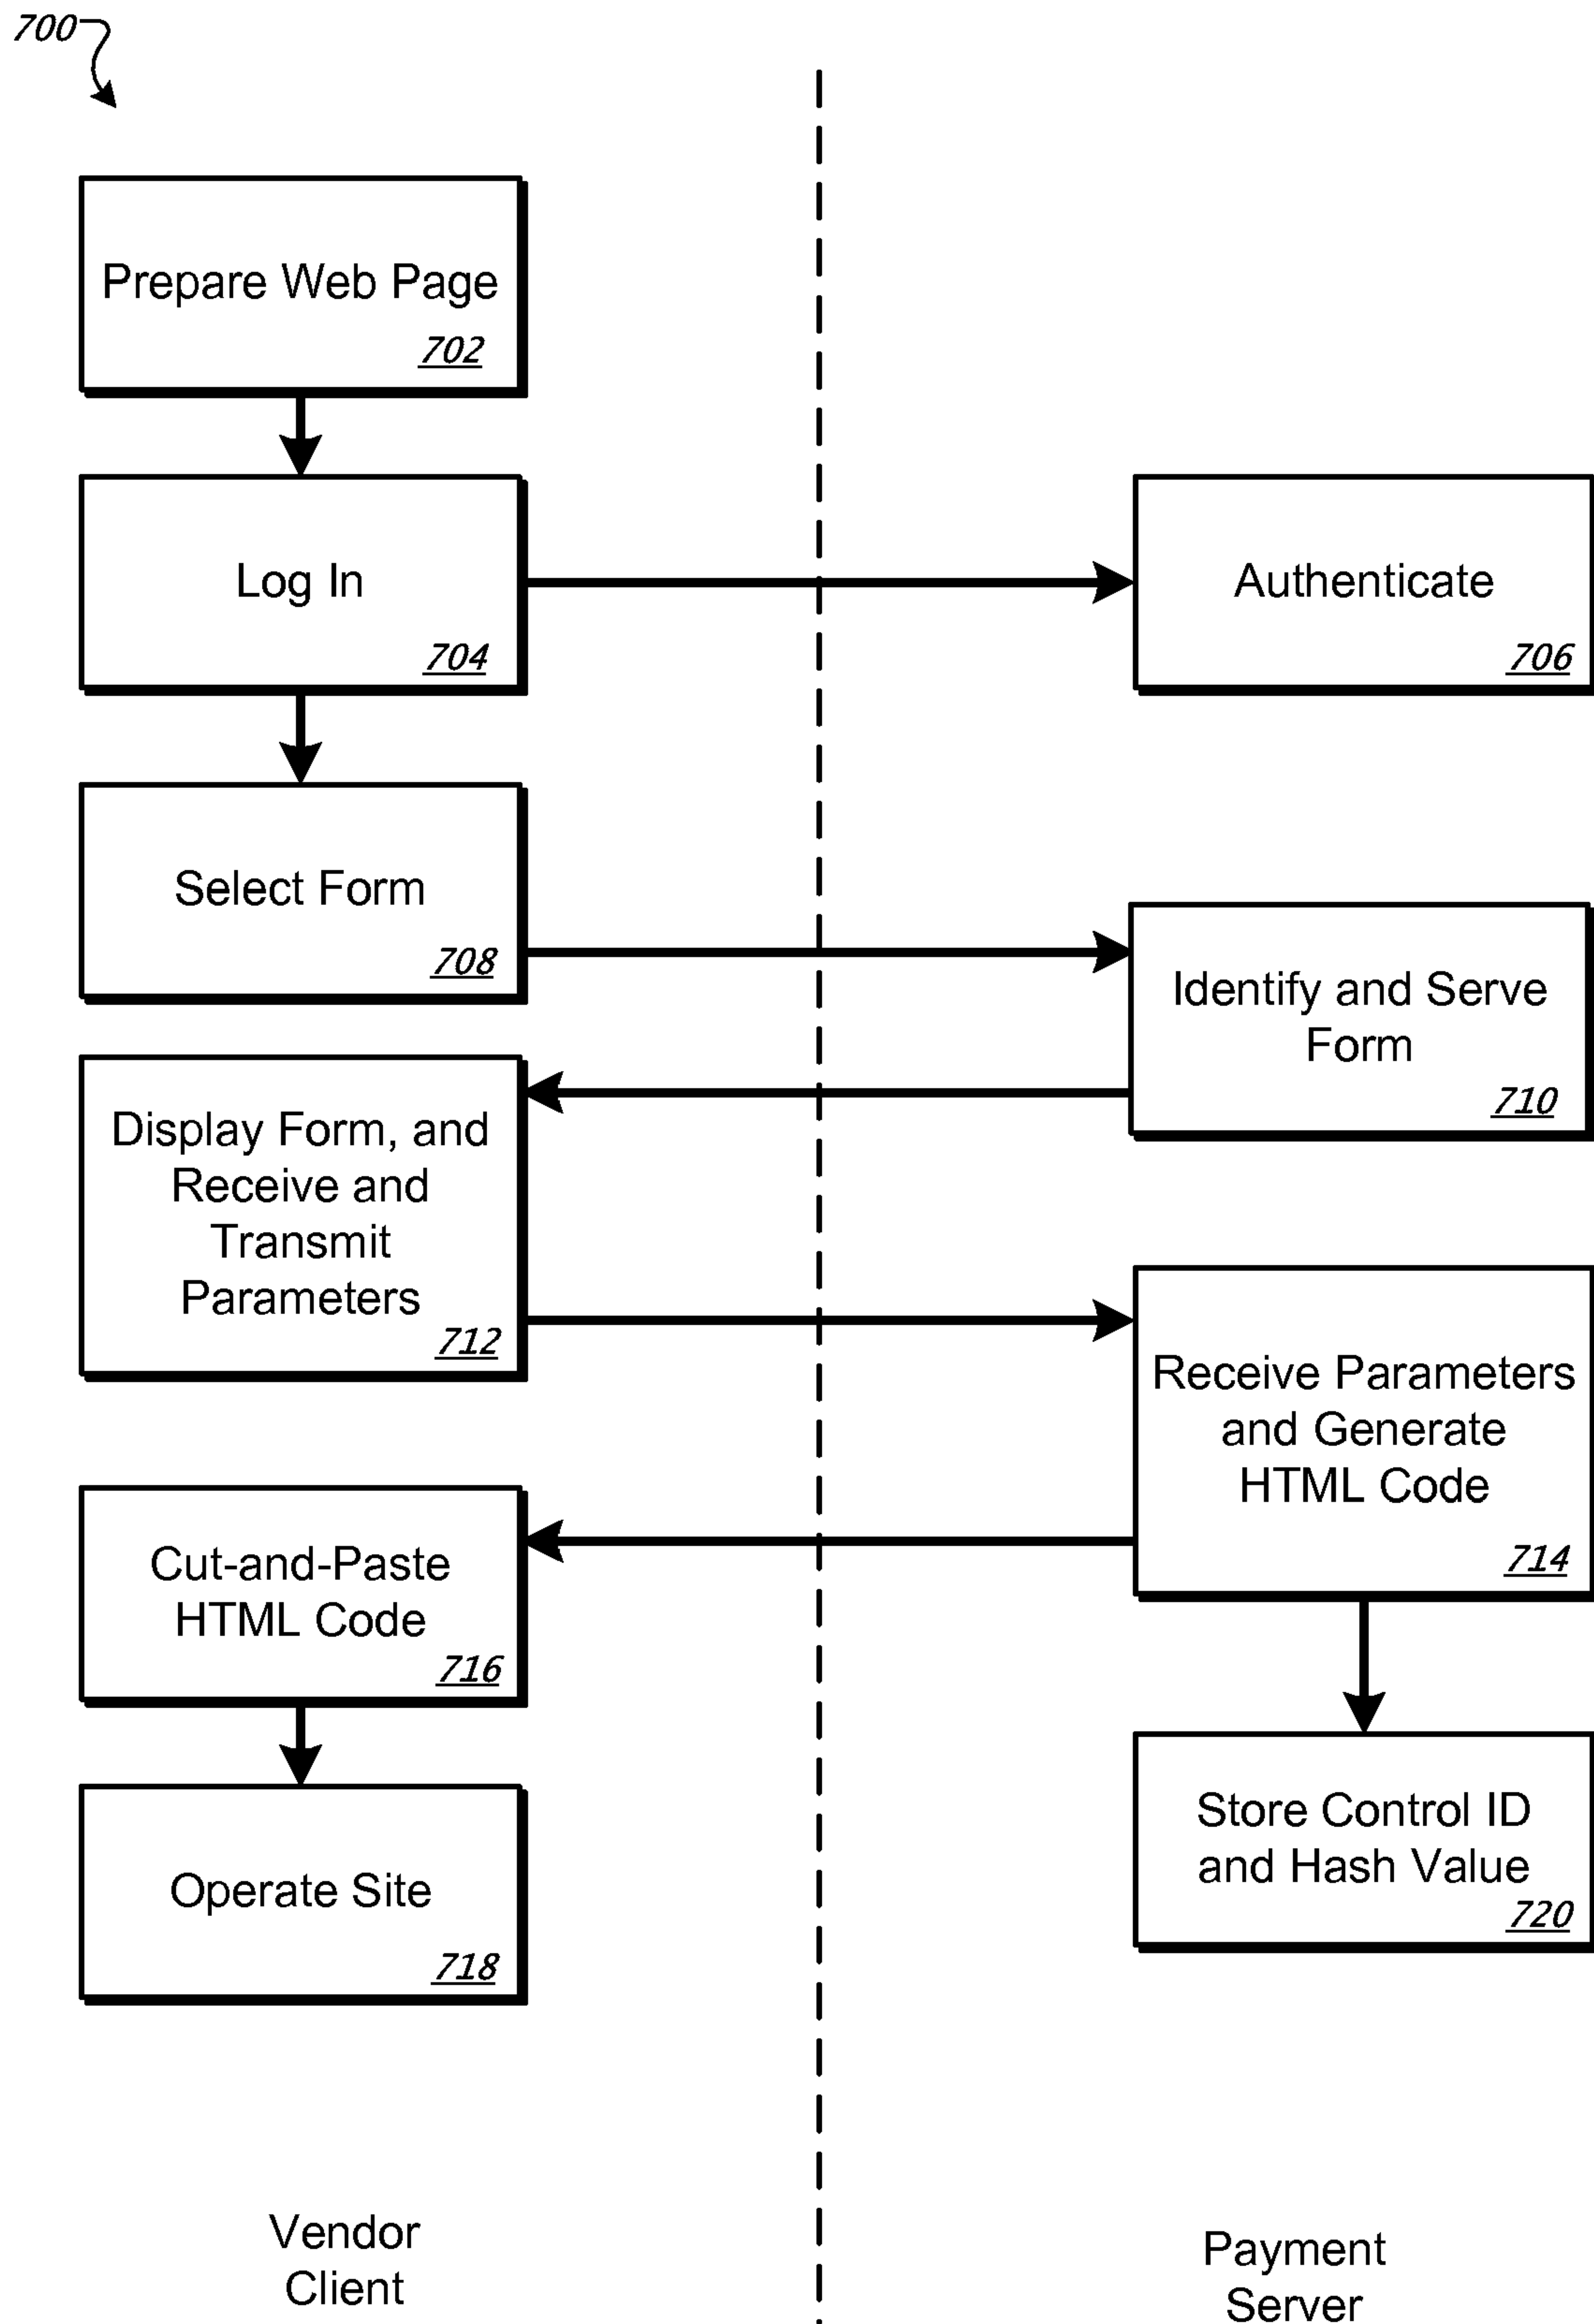 700
Prepare Web Page
702
Log In
704
Authenticate
706
Select Form
708
Identify and Serve
Form
710
Display Form, and
Receive and
Transmit
Parameters
712
Receive Parameters
and Generate
HTML Code
714
Cut-and-Paste
HTML Code
716
Store Control ID
and Hash Value
720
Operate Site
718
Vendor
Client
Payment
Server